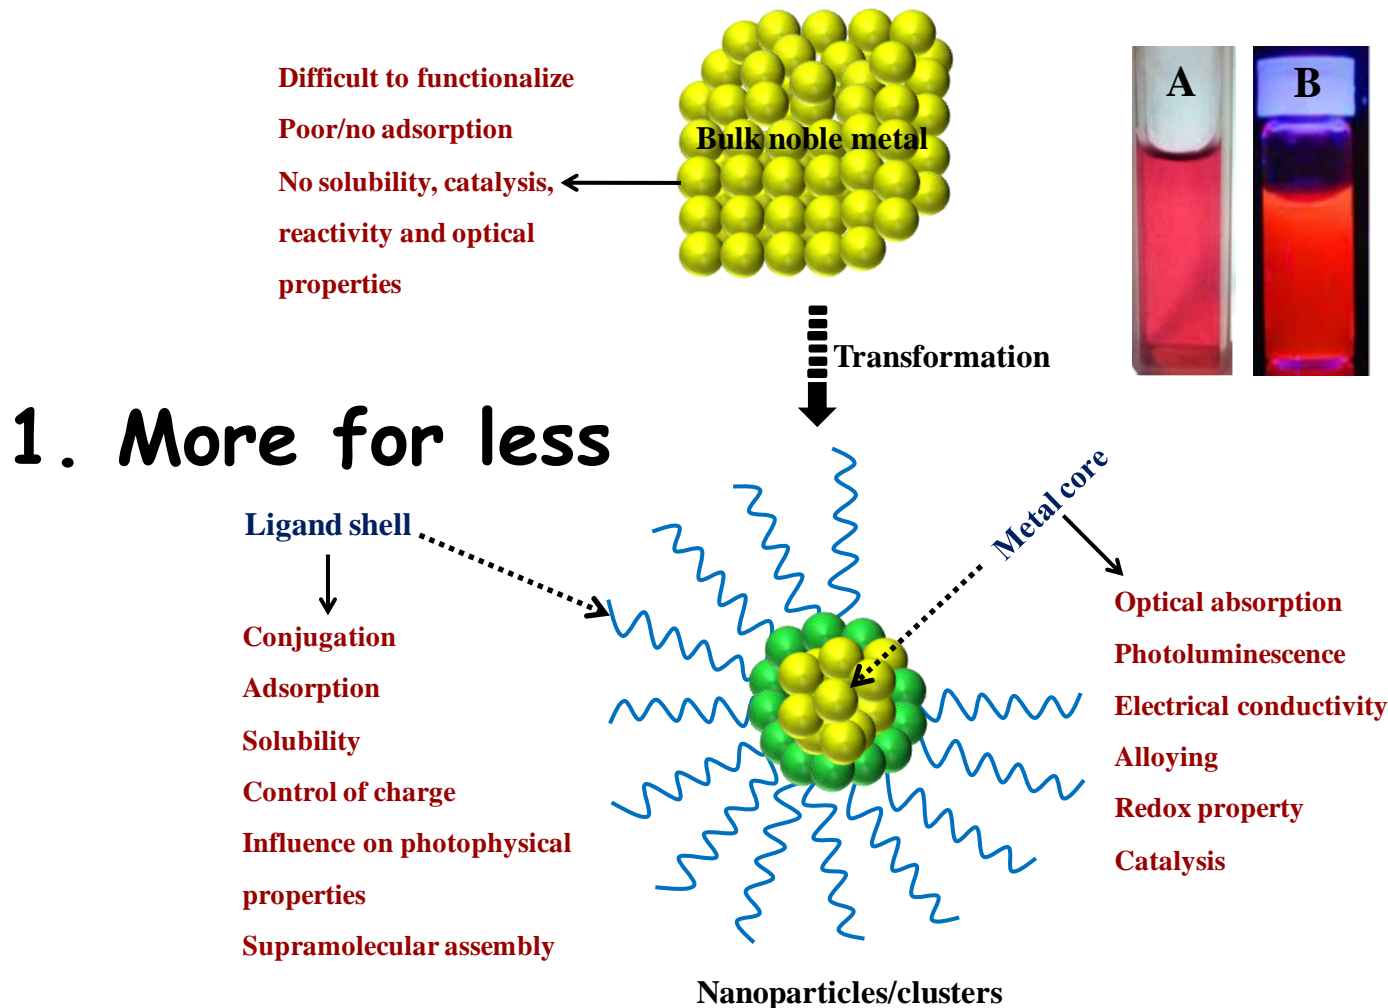 Difficult to functionalize
Poor/no adsorption
No solubility, catalysis,
reactivity and optical
properties
Bulk noble metal
A
B
Transformation
1. More for less
Ligand shell
Metal core
Conjugation
Adsorption
Solubility
Control of charge
Influence on photophysical
properties
Supramolecular assembly
Optical absorption
Photoluminescence
Electrical conductivity
Alloying
Redox property
Catalysis
Nanoparticles/clusters